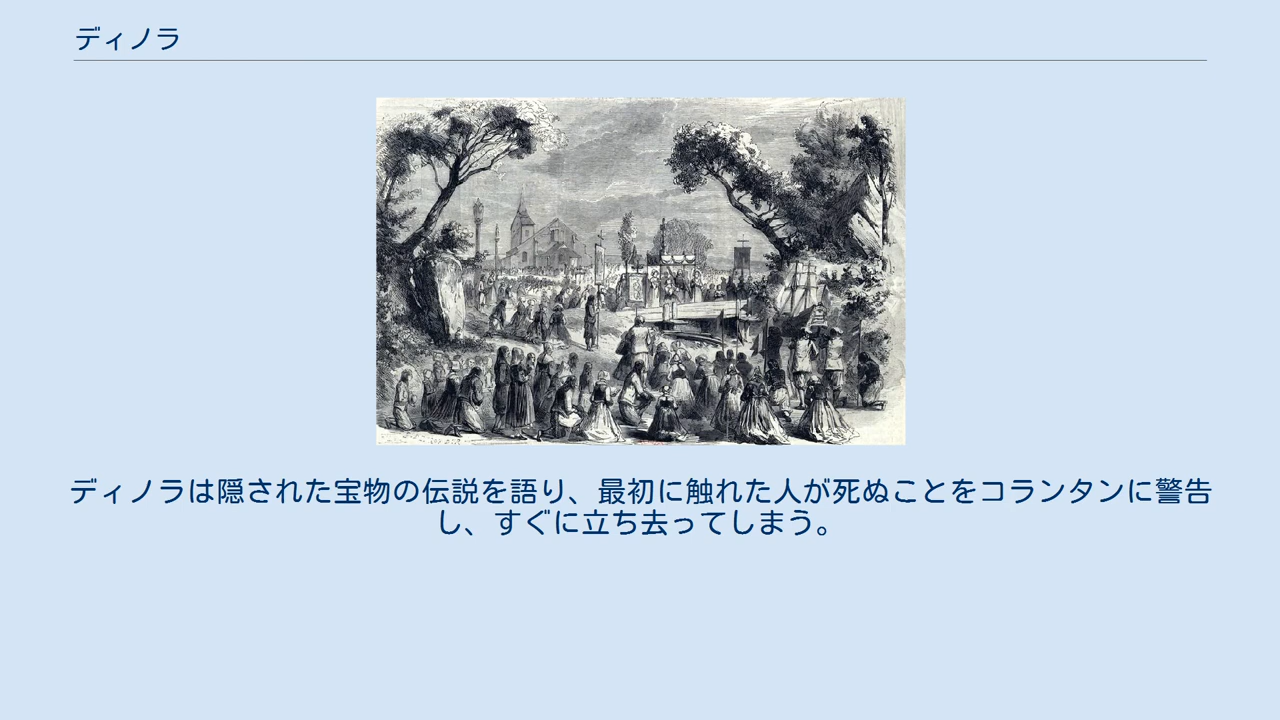 ディノラ
ディノラは隠された宝物の伝説を語り、最初に触れた人が死ぬことをコランタンに警告
し、すぐに立ち去ってしまう。